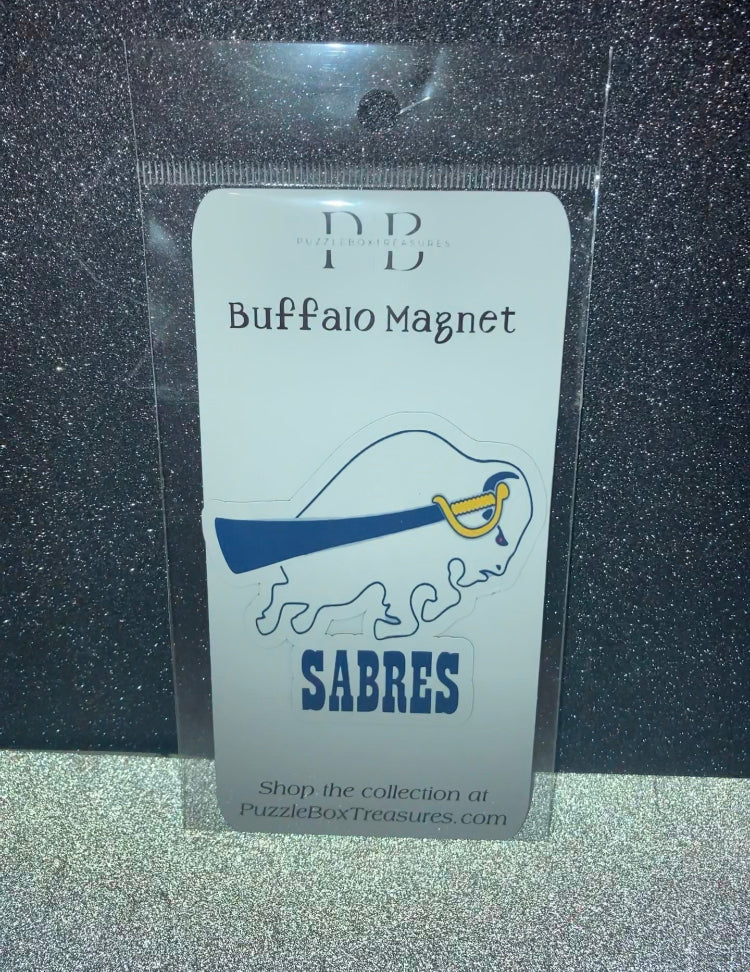 PB
PUZZLEBOXTREASURES
Buffalo Magnet
SABRES
Shop the collection at
PuzzleBoxTreasures.com